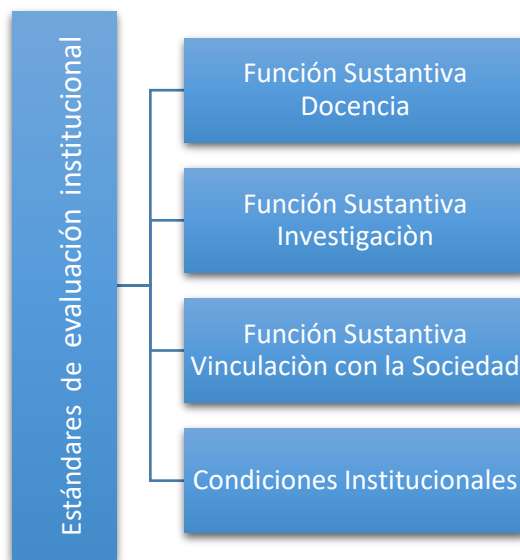 Estándares de evaluación institucional
Función Sustantiva
Docencia
Función Sustantiva
Investigaciòn
Función Sustantiva
Vinculaciòn con la Sociedad
Condiciones Institucionales